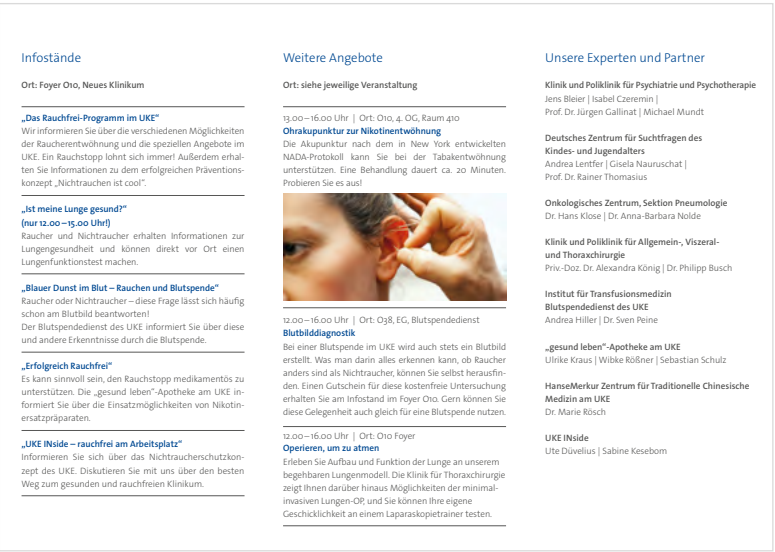 Infostände
Ort: Foyer O10, Neues Klinikum
„Das Rauchfrei-Programm im UKE“
Wir informieren Sie über die verschiedenen Möglichkeiten
der Raucherentwöhnung und die speziellen Angebote im
UKE. Ein Rauchstopp lohnt sich immer! Außerdem erhal-
ten Sie Informationen zu dem erfolgreichen Präventions-
konzept „Nichtrauchen ist cool“.
„Ist meine Lunge gesund?“
(nur 12.00–15.00 Uhr!)
Raucher und Nichtraucher erhalten Informationen zur
Lungengesundheit und können direkt vor Ort einen
Lungenfunktionstest machen.
„Blauer Dunst im Blut – Rauchen und Blutspende“
Raucher oder Nichtraucher – diese Frage lässt sich häufig
schon am Blutbild beantworten!
Der Blutspendedienst des UKE informiert Sie über diese
und andere Erkenntnisse durch die Blutspende.
„Erfolgreich Rauchfrei“
Es kann sinnvoll sein, den Rauchstopp medikamentös zu
unterstützen. Die „gesund leben“-Apotheke am UKE in-
formiert Sie über die Einsatzmöglichkeiten von Nikotin-
ersatzpräparaten.
„UKE INside – rauchfrei am Arbeitsplatz“
Informieren Sie sich über das Nichtraucherschutzkon-
zept des UKE. Diskutieren Sie mit uns über den besten
Weg zum gesunden und rauchfreien Klinikum.
Weitere Angebote
Ort: siehe jeweilige Veranstaltung
13.00–16.00 Uhr | Ort: O10, 4. OG, Raum 410
Ohrakupunktur zur Nikotinentwöhnung
Die Akupunktur nach dem in New York entwickelten
NADA-Protokoll kann Sie bei der Tabakentwöhnung
unterstützen. Eine Behandlung dauert ca. 20 Minuten.
Probieren Sie es aus!
12.00–16.00 Uhr | Ort: O38, EG, Blutspendedienst
Blutbilddiagnostik
Bei einer Blutspende im UKE wird auch stets ein Blutbild
erstellt. Was man darin alles erkennen kann, ob Raucher
anders sind als Nichtraucher, können Sie selbst herausfin-
den. Einen Gutschein für diese kostenfreie Untersuchung
erhalten Sie am Infostand im Foyer O10. Gern können Sie
diese Gelegenheit auch gleich für eine Blutspende nutzen.
12.00–16.00 Uhr | Ort: O10 Foyer
Operieren, um zu atmen
Erleben Sie Aufbau und Funktion der Lunge an unserem
begehbaren Lungenmodell. Die Klinik für Thoraxchirurgie
zeigt Ihnen darüber hinaus Möglichkeiten der minimal-
invasiven Lungen-OP, und Sie können Ihre eigene
Geschicklichkeit an einem Laparaskopietrainer testen.
Unsere Experten und Partner
Klinik und Poliklinik für Psychiatrie und Psychotherapie
Jens Bleier | Isabel Czeremin |
Prof. Dr. Jürgen Gallinat | Michael Mundt
Deutsches Zentrum für Suchtfragen des
Kindes- und Jugendalters
Andrea Lentfer | Gisela Nauruschat |
Prof. Dr. Rainer Thomasius
Onkologisches Zentrum, Sektion Pneumologie
Dr. Hans Klose | Dr. Anna-Barbara Nolde
Klinik und Poliklinik für Allgemein-, Viszeral-
und Thoraxchirurgie
Priv.-Doz. Dr. Alexandra König | Dr. Philipp Busch
Institut für Transfusionsmedizin
Blutspendedienst des UKE
Andrea Hiller | Dr. Sven Peine
„gesund leben“-Apotheke am UKE
Ulrike Kraus | Wibke Rößner | Sebastian Schulz
HanseMerkur Zentrum für Traditionelle Chinesische
Medizin am UKE
Dr. Marie Rösch
UKE INside
Ute Düvelius | Sabine Kesebom